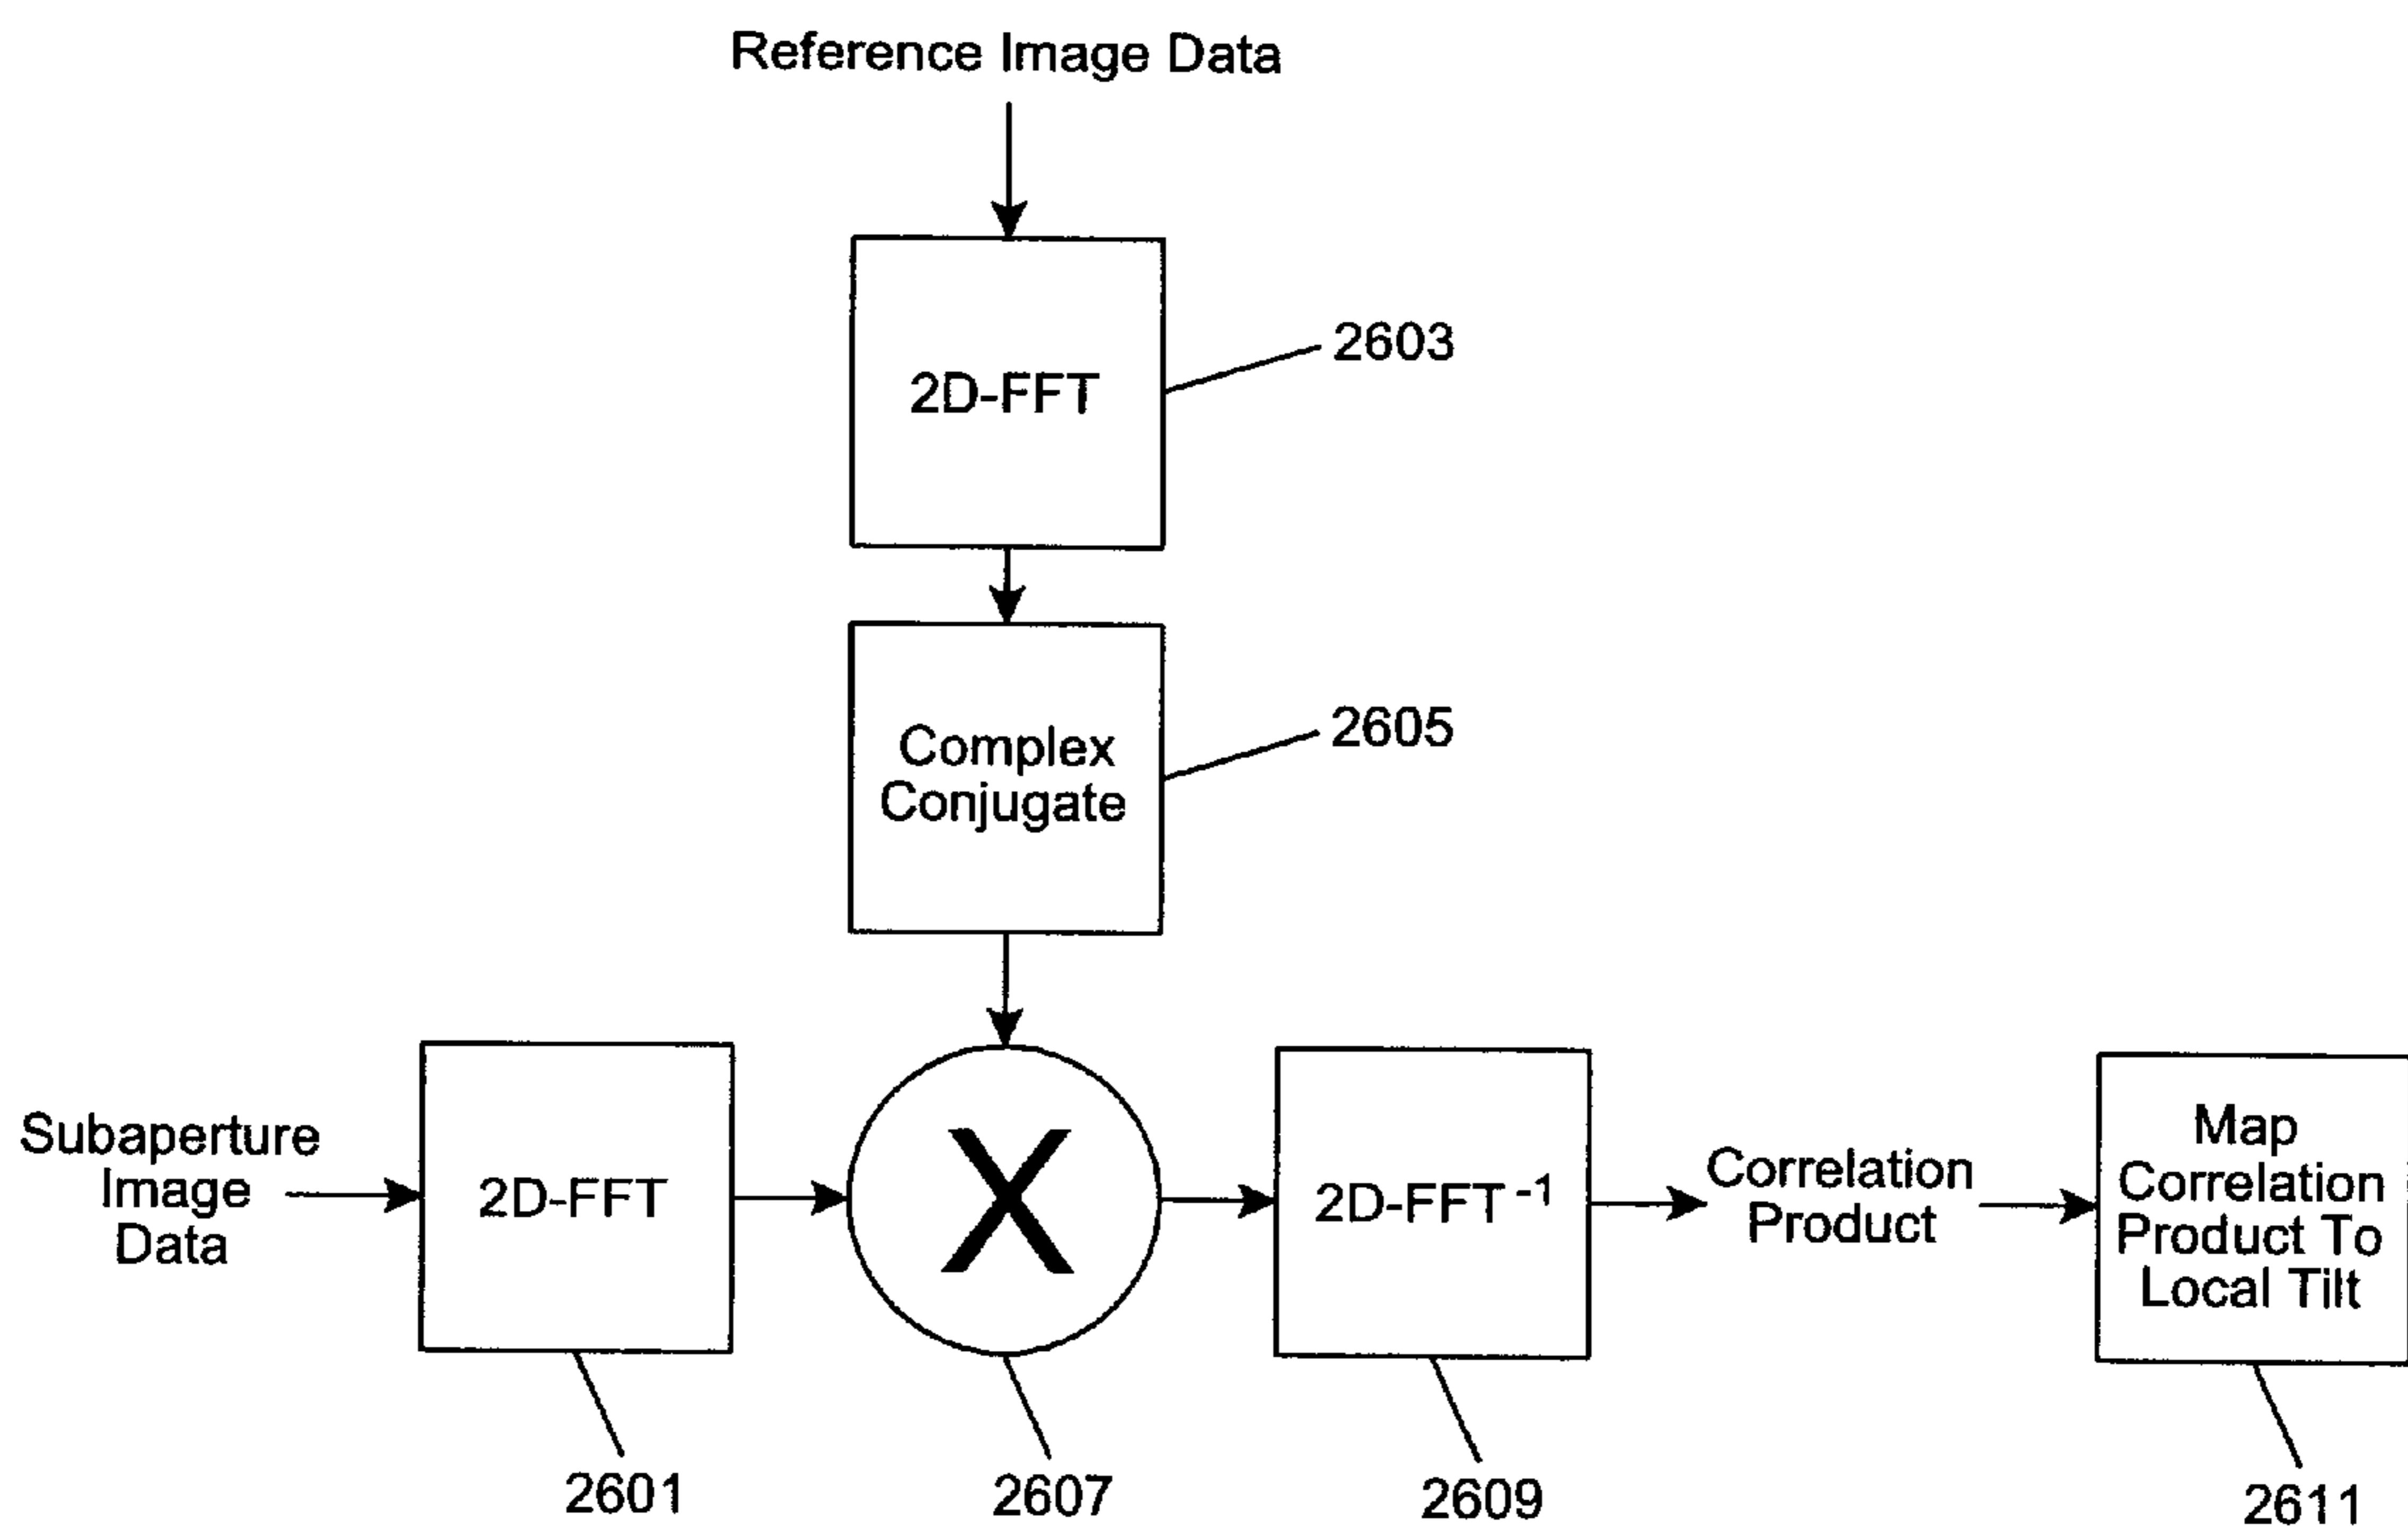 Reference Image Data
2D-FFT
2603
Complex
Conjugate
2605
Subaperture
Image
Data
2D-FFT
X
2D-FFT⁻¹
Correlation
Product
Map
Correlation
Product To
Local Tilt
2601
2607
2609
2611